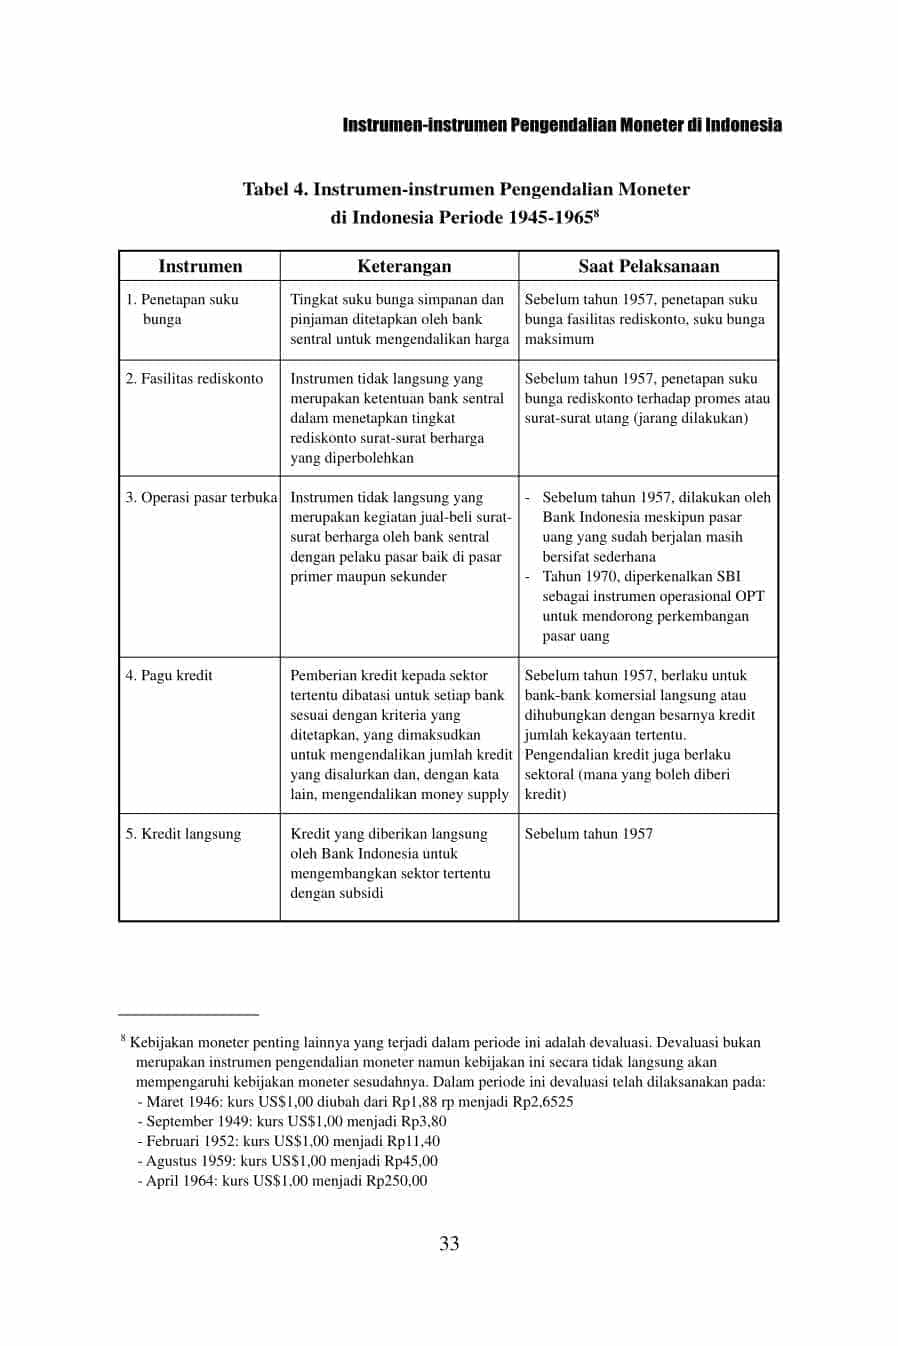 Instrumen-instrumen Pengendalian Moneter di Indonesia
Tabel 4. Instrumen-instrumen Pengendalian Moneter
di Indonesia Periode 1945-1965⁸
Instrumen
Keterangan
Saat Pelaksanaan
1. Penetapan suku
bunga
Tingkat suku bunga simpanan dan
pinjaman ditetapkan oleh bank
sentral untuk mengendalikan harga
Sebelum tahun 1957, penetapan suku
bunga fasilitas rediskonto, suku bunga
maksimum
2. Fasilitas rediskonto
Instrumen tidak langsung yang
merupakan ketentuan bank sentral
dalam menetapkan tingkat
rediskonto surat-surat berharga
yang diperbolehkan
Sebelum tahun 1957, penetapan suku
bunga rediskonto terhadap promes atau
surat-surat utang (jarang dilakukan)
3. Operasi pasar terbuka
Instrumen tidak langsung yang
merupakan kegiatan jual-beli surat-
surat berharga oleh bank sentral
dengan pelaku pasar baik di pasar
primer maupun sekunder
- Sebelum tahun 1957, dilakukan oleh
Bank Indonesia meskipun pasar
uang yang sudah berjalan masih
bersifat sederhana
- Tahun 1970, diperkenalkan SBI
sebagai instrumen operasional OPT
untuk mendorong perkembangan
pasar uang
4. Pagu kredit
Pemberian kredit kepada sektor
tertentu dibatasi untuk setiap bank
sesuai dengan kriteria yang
ditetapkan, yang dimaksudkan
untuk mengendalikan jumlah kredit
yang disalurkan dan, dengan kata
lain, mengendalikan money supply
Sebelum tahun 1957, berlaku untuk
bank-bank komersial langsung atau
dihubungkan dengan besarnya kredit
jumlah kekayaan tertentu.
Pengendalian kredit juga berlaku
sektoral (mana yang boleh diberi
kredit)
5. Kredit langsung
Kredit yang diberikan langsung
oleh Bank Indonesia untuk
mengembangkan sektor tertentu
dengan subsidi
Sebelum tahun 1957
⁸ Kebijakan moneter penting lainnya yang terjadi dalam periode ini adalah devaluasi. Devaluasi bukan
merupakan instrumen pengendalian moneter namun kebijakan ini secara tidak langsung akan
mempengaruhi kebijakan moneter sesudahnya. Dalam periode ini devaluasi telah dilaksanakan pada:
- Maret 1946: kurs US$1,00 diubah dari Rp1,88 rp menjadi Rp2,6525
- September 1949: kurs US$1,00 menjadi Rp3,80
- Februari 1952: kurs US$1,00 menjadi Rp11,40
- Agustus 1959: kurs US$1,00 menjadi Rp45,00
- April 1964: kurs US$1,00 menjadi Rp250,00
33